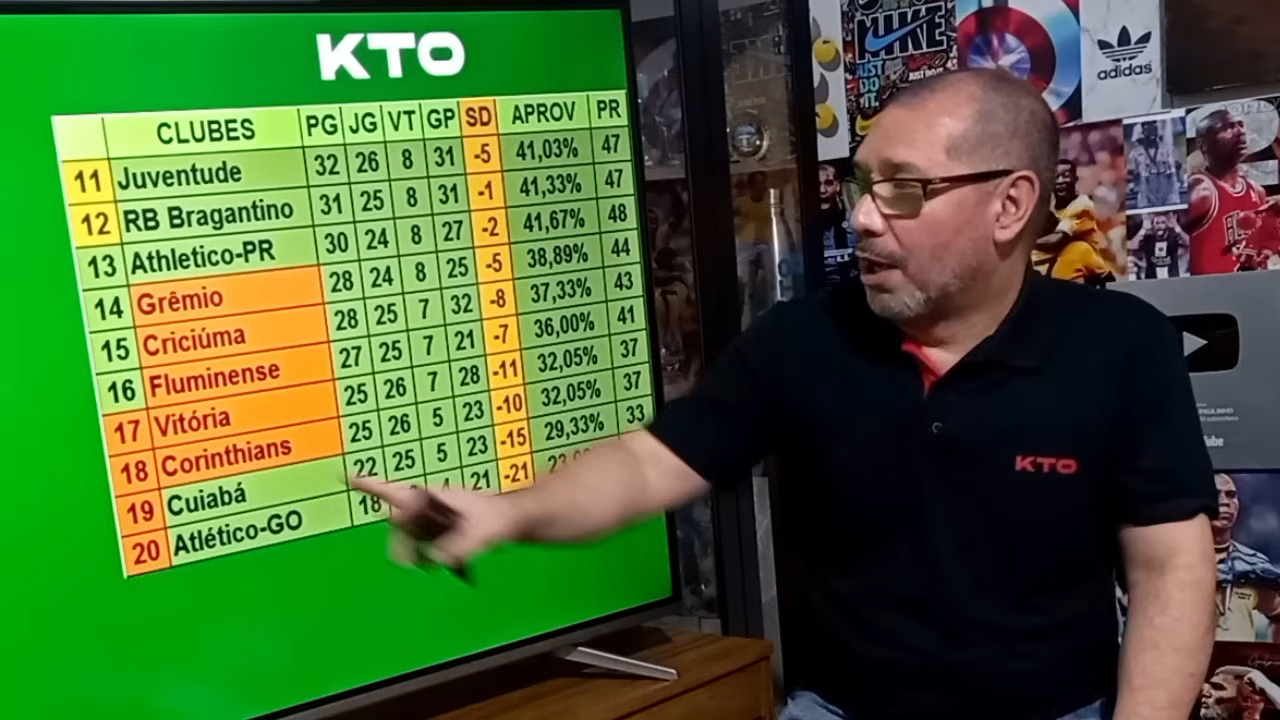 KTO
CLUBES PG JG VT GP SD APROV PR
11 Juventude 32 26 8 31 -5 41,03% 47
12 RB Bragantino 31 25 8 31 -1 41,33% 47
13 Athletico-PR 30 24 8 27 -2 41,67% 48
14 Grêmio 28 24 8 25 -5 38,89% 44
15 Criciúma 28 25 7 32 -8 37,33% 43
16 Fluminense 27 25 7 21 -7 36,00% 41
17 Vitória 25 26 7 28 -11 32,05% 37
18 Corinthians 25 26 5 23 -10 32,05% 37
19 Cuiabá 22 25 5 23 -15 29,33% 33
20 Atlético-GO 18 21 -21
NIKE
JUST DO IT.
adidas
KTO